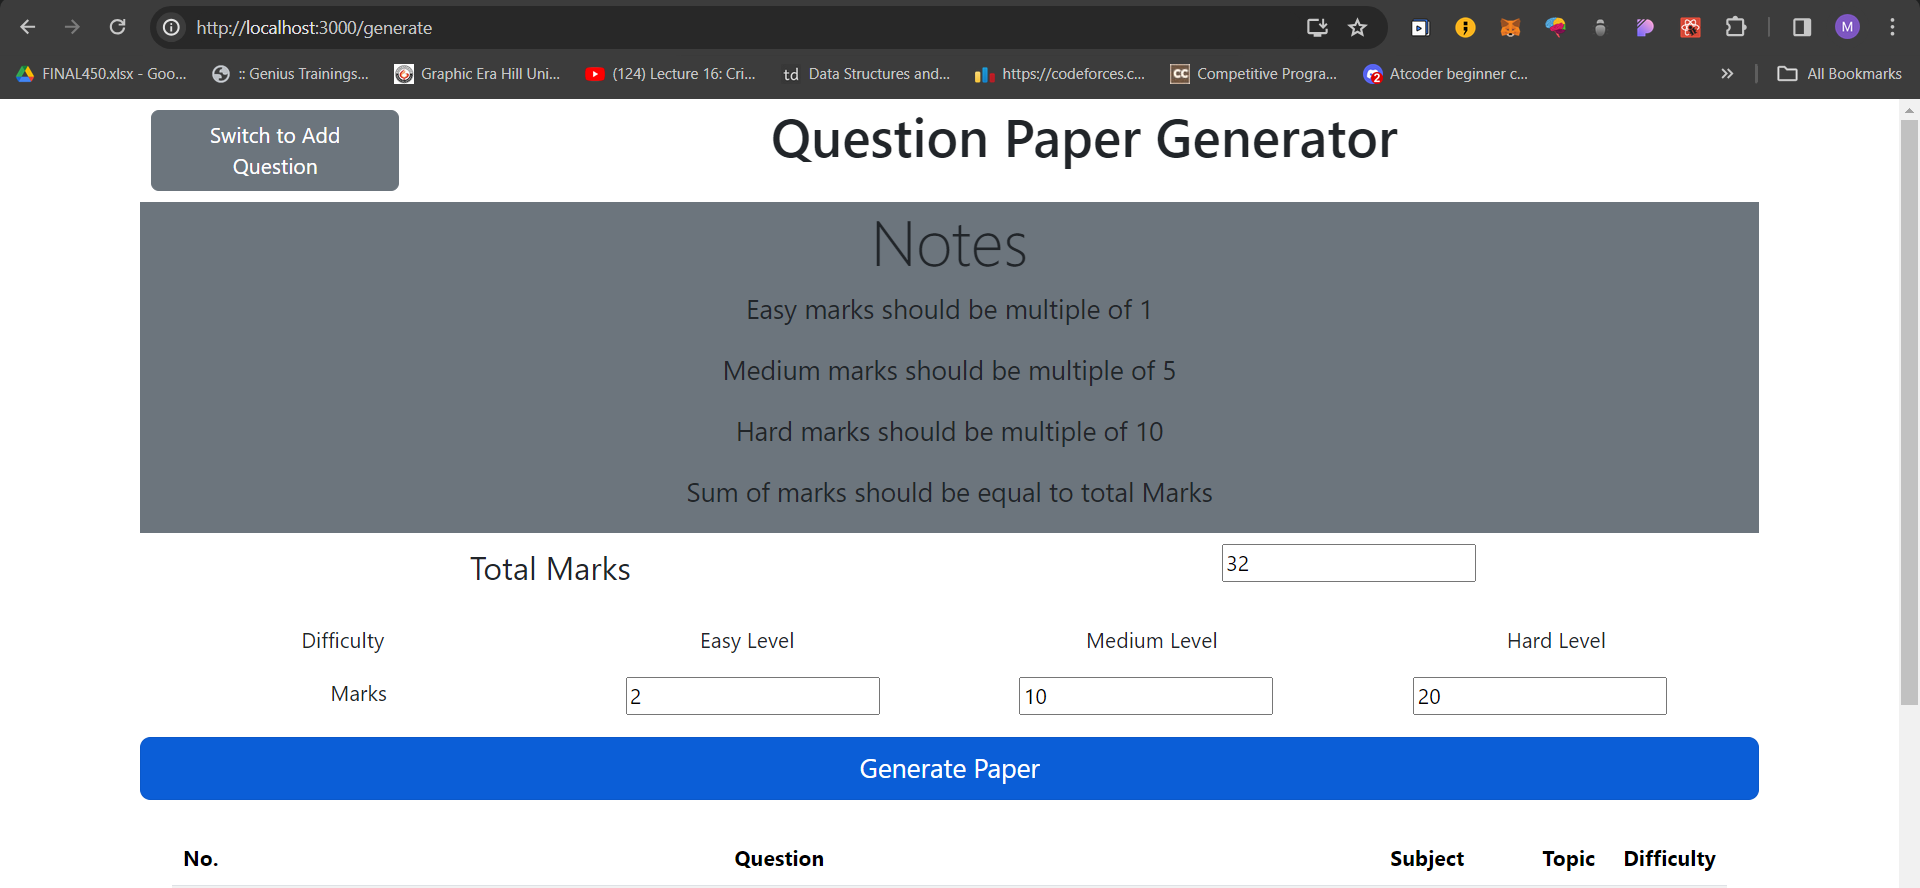 http://localhost:3000/generate
M
FINAL450.xlsx - Goo...
:: Genius Trainings...
Graphic Era Hill Uni...
(124) Lecture 16: Cri...
td Data Structures and...
https://codeforces.c...
CC Competitive Progra...
2 Atcoder beginner c...
All Bookmarks
Switch to Add
Question
Question Paper Generator
Notes
Easy marks should be multiple of 1
Medium marks should be multiple of 5
Hard marks should be multiple of 10
Sum of marks should be equal to total Marks
Total Marks 32
Difficulty Easy Level Medium Level Hard Level
Marks 2 10 20
Generate Paper
No. Question Subject Topic Difficulty